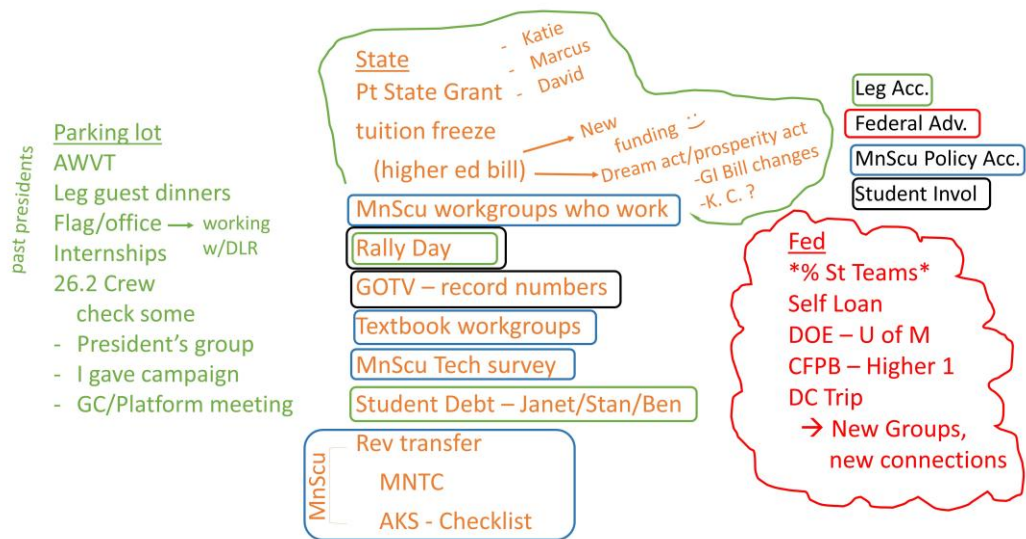 past presidents
Parking lot
AWVT
Leg guest dinners
Flag/office → working
w/DLR
Internships
26.2 Crew
check some
- President's group
- I gave campaign
- GC/Platform meeting
State
- Katie
- Marcus
- David
Pt State Grant
tuition freeze
(higher ed bill)
New
funding :)
Dream act/prosperity act
-GI Bill changes
-K. C. ?
MnScu workgroups who work
Rally Day
GOTV – record numbers
Textbook workgroups
MnScu Tech survey
Student Debt – Janet/Stan/Ben
MnScu
Rev transfer
MNTC
AKS - Checklist
Leg Acc.
Federal Adv.
MnScu Policy Acc.
Student Invol
Fed
*% St Teams*
Self Loan
DOE – U of M
CFPB – Higher 1
DC Trip
→ New Groups,
new connections